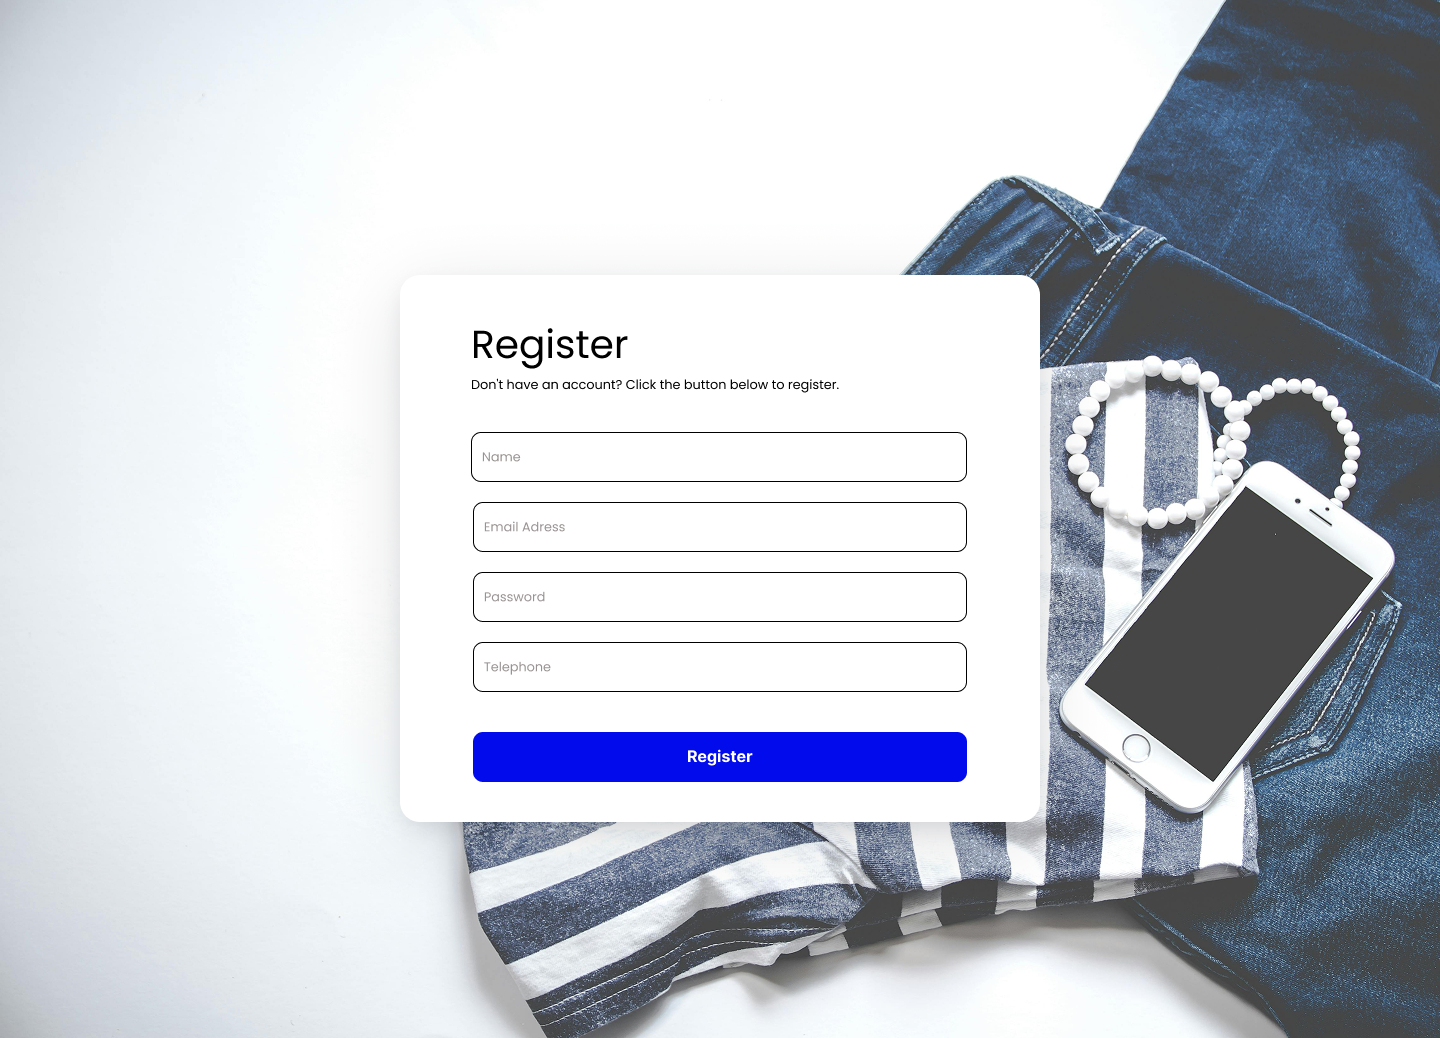 Register
Don't have an account? Click the button below to register.
Name
Email Adress
Password
Telephone
Register